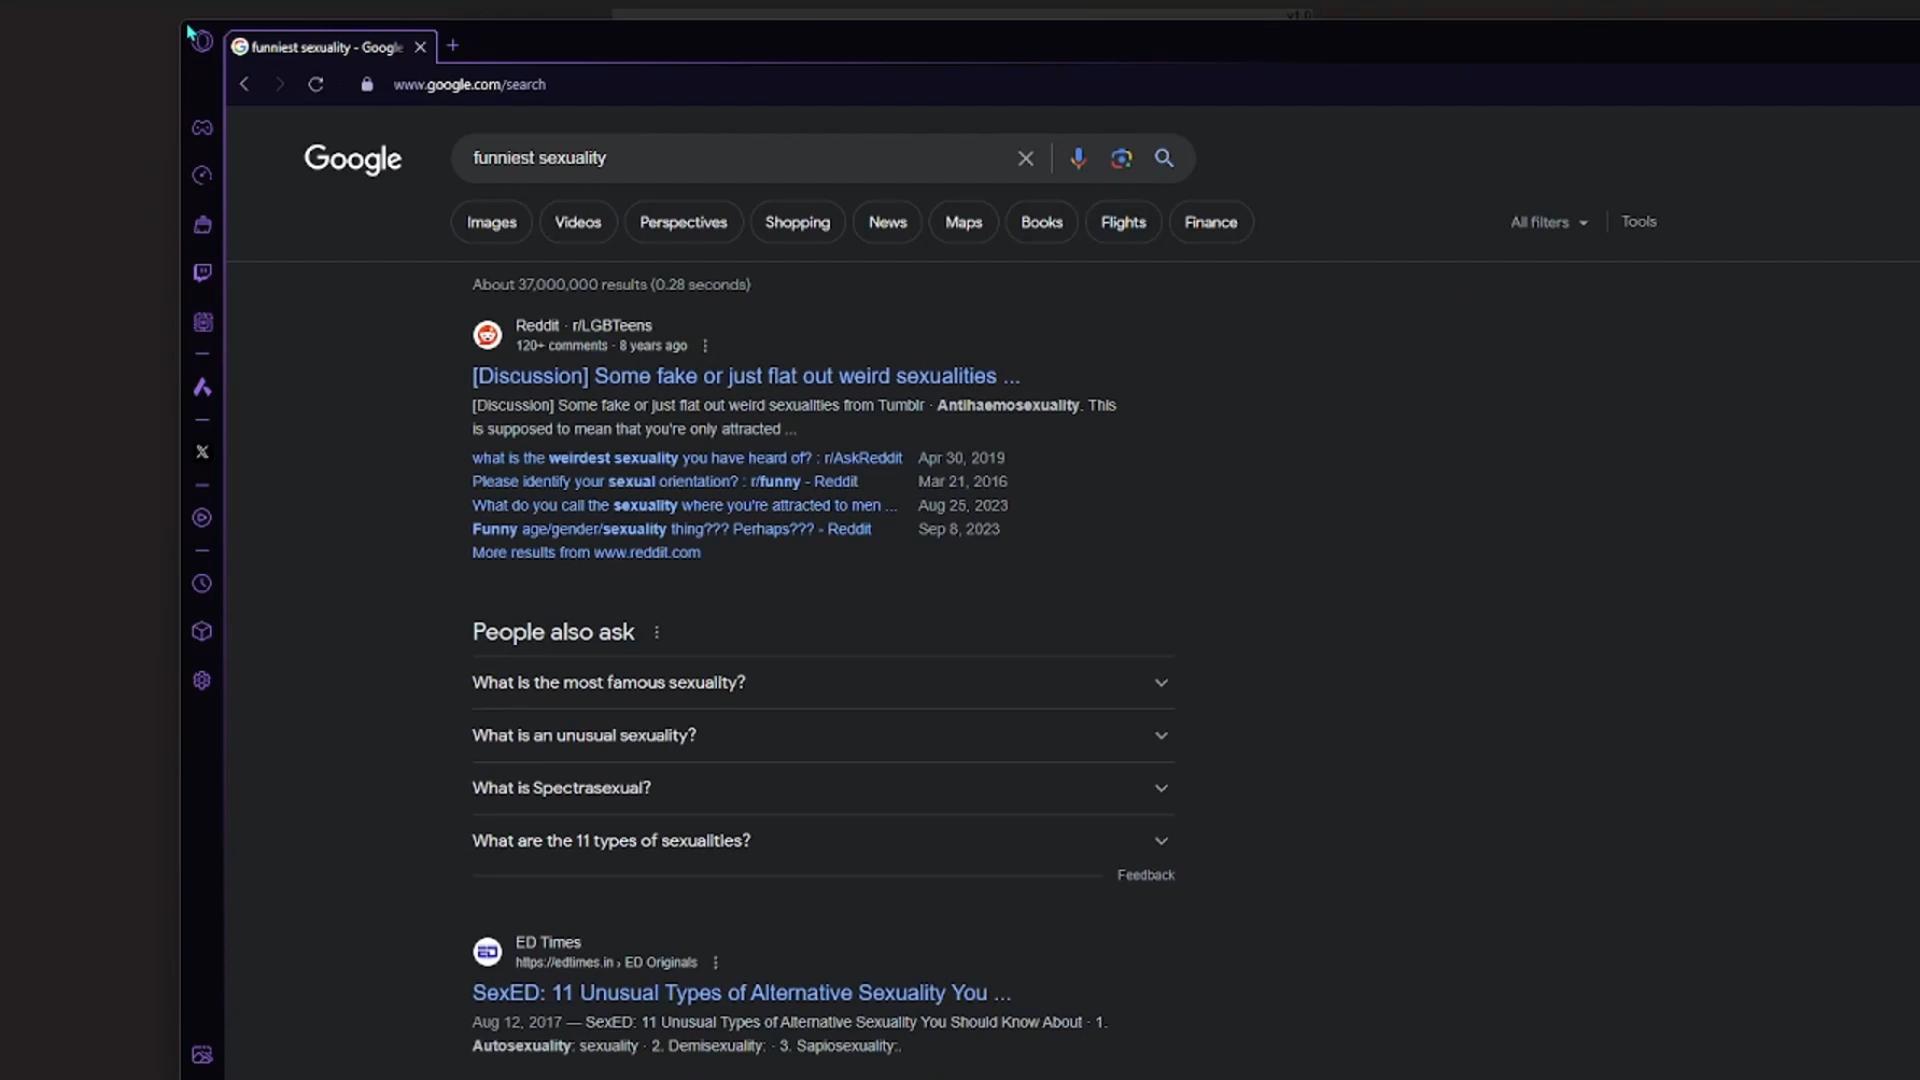 v1.0
funniest sexuality - Google
www.google.com/search
Google
funniest sexuality
Images
Videos
Perspectives
Shopping
News
Maps
Books
Flights
Finance
All filters
Tools
About 37,000,000 results (0.28 seconds)
Reddit · r/LGBTeens
120+ comments · 8 years ago
[Discussion] Some fake or just flat out weird sexualities ...
[Discussion] Some fake or just flat out weird sexualities from Tumblr · Antihaemosexuality. This
is supposed to mean that you're only attracted ...
what is the weirdest sexuality you have heard of? : r/AskReddit Apr 30, 2019
Please identify your sexual orientation? : r/funny - Reddit Mar 21, 2016
What do you call the sexuality where you're attracted to men ... Aug 25, 2023
Funny age/gender/sexuality thing??? Perhaps??? - Reddit Sep 8, 2023
More results from www.reddit.com
People also ask
What is the most famous sexuality?
What is an unusual sexuality?
What is Spectrasexual?
What are the 11 types of sexualities?
Feedback
ED Times
https://edtimes.in › ED Originals
SexED: 11 Unusual Types of Alternative Sexuality You ...
Aug 12, 2017 — SexED: 11 Unusual Types of Alternative Sexuality You Should Know About · 1.
Autosexuality: sexuality · 2. Demisexuality: · 3. Sapiosexuality:.